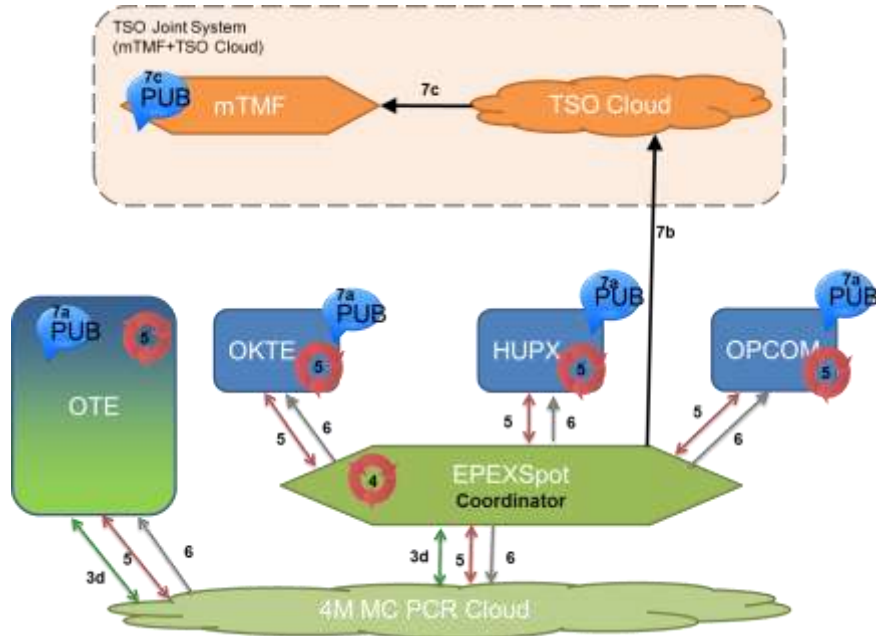 TSO Joint System
(mTMF+TSO Cloud)
7c
PUB
mTMF
7c
TSO Cloud
7b
7a
PUB
5
OTE
7a
PUB
OKTE
5
7a
PUB
HUPX
5
7a
PUB
OPCOM
5
5
6
5
6
5
6
4
EPEXSpot
Coordinator
3d
5
6
3d
5
6
4M MC PCR Cloud